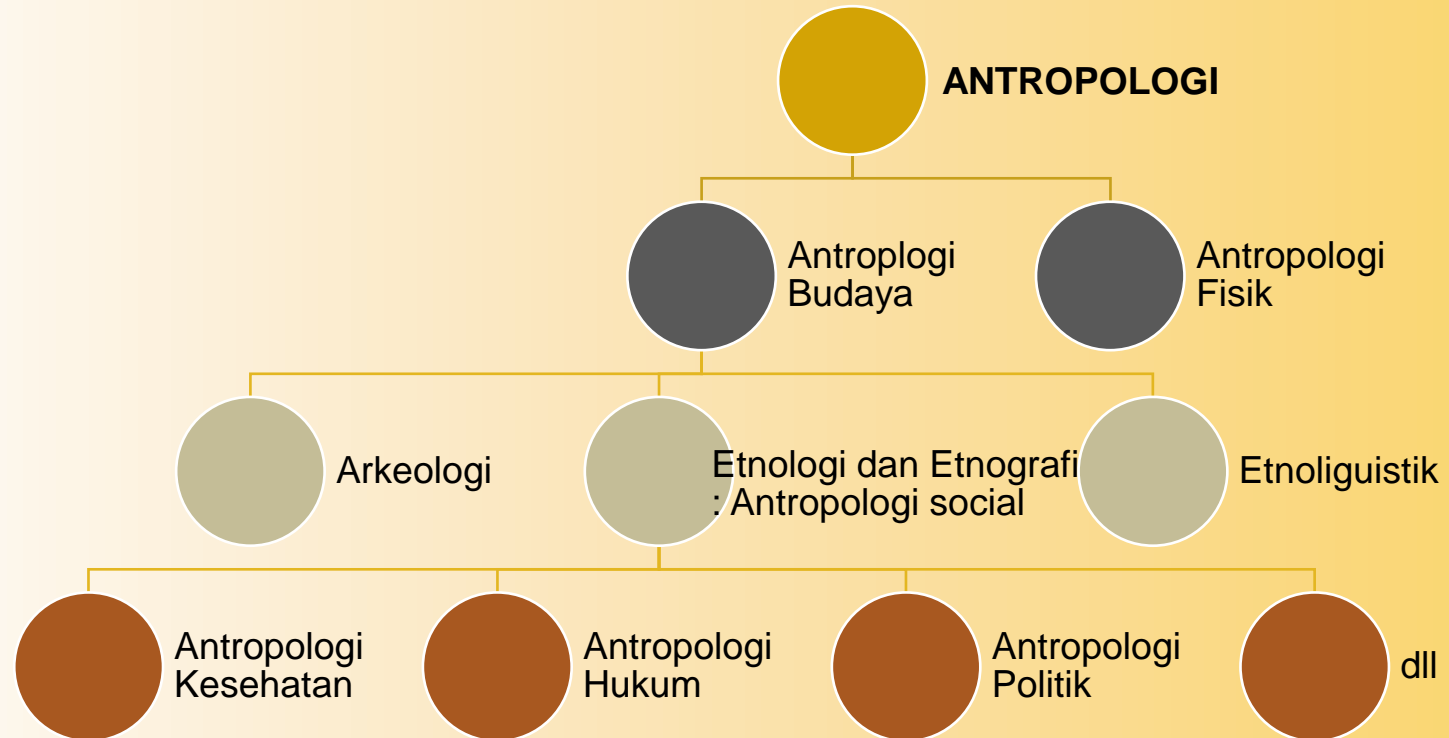 ANTROPOLOGI
Antroplogi
Budaya
Antropologi
Fisik
Arkeologi
Etnologi dan Etnografi
: Antropologi social
Etnoliguistik
Antropologi
Kesehatan
Antropologi
Hukum
Antropologi
Politik
dll